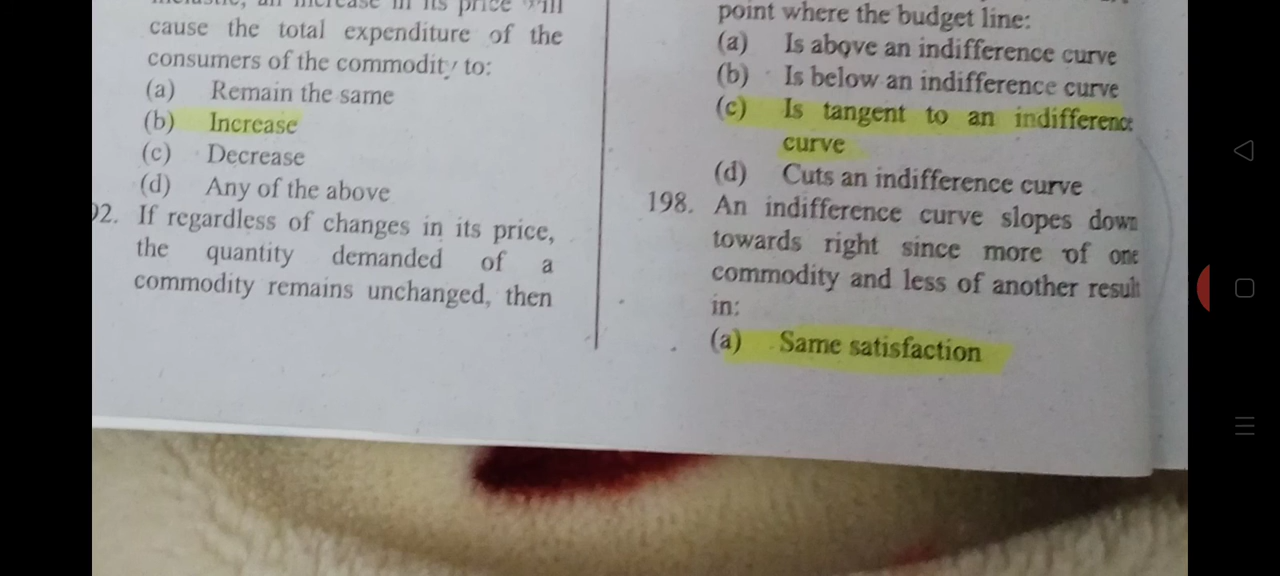 cause the total expenditure of the
consumers of the commodity to:
(a) Remain the same
(b) Increase
(c) Decrease
(d) Any of the above
2. If regardless of changes in its price,
the quantity demanded of a
commodity remains unchanged, then
point where the budget line:
(a) Is above an indifference curve
(b) Is below an indifference curve
(c) Is tangent to an indifference
curve
(d) Cuts an indifference curve
198. An indifference curve slopes down
towards right since more of one
commodity and less of another result
in:
(a) Same satisfaction